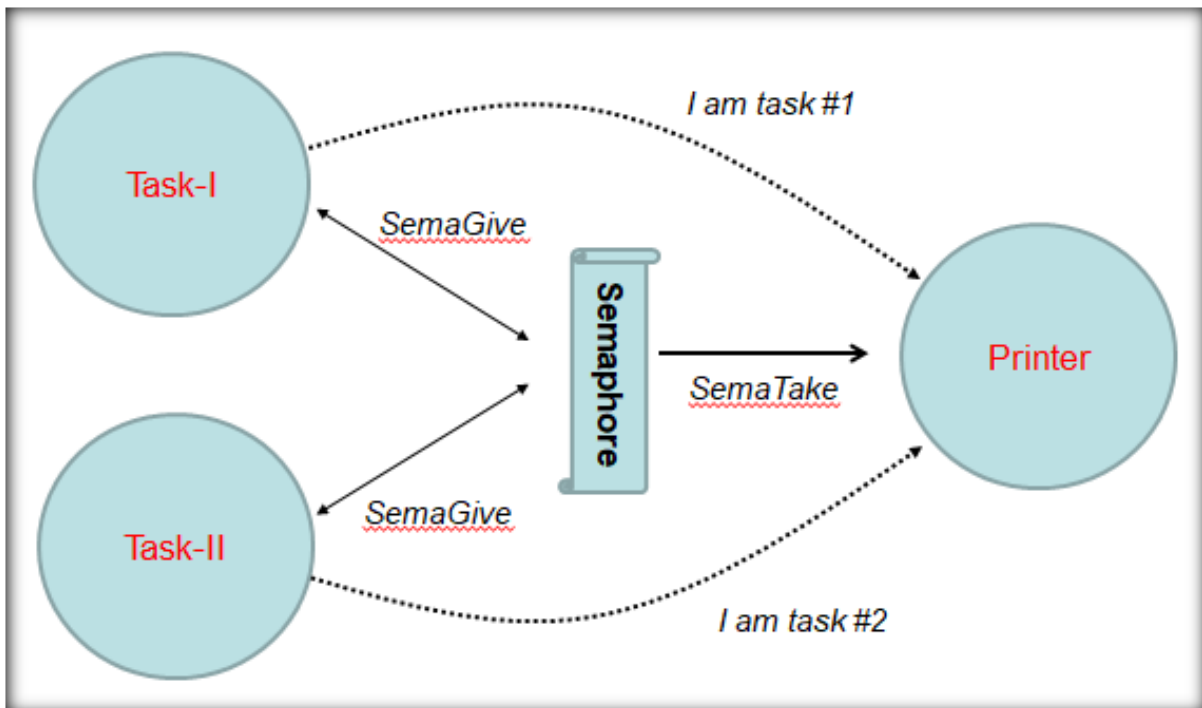 I am task #1
Task-I
SemaGive
Semaphore
Printer
SemaTake
SemaGive
Task-II
I am task #2